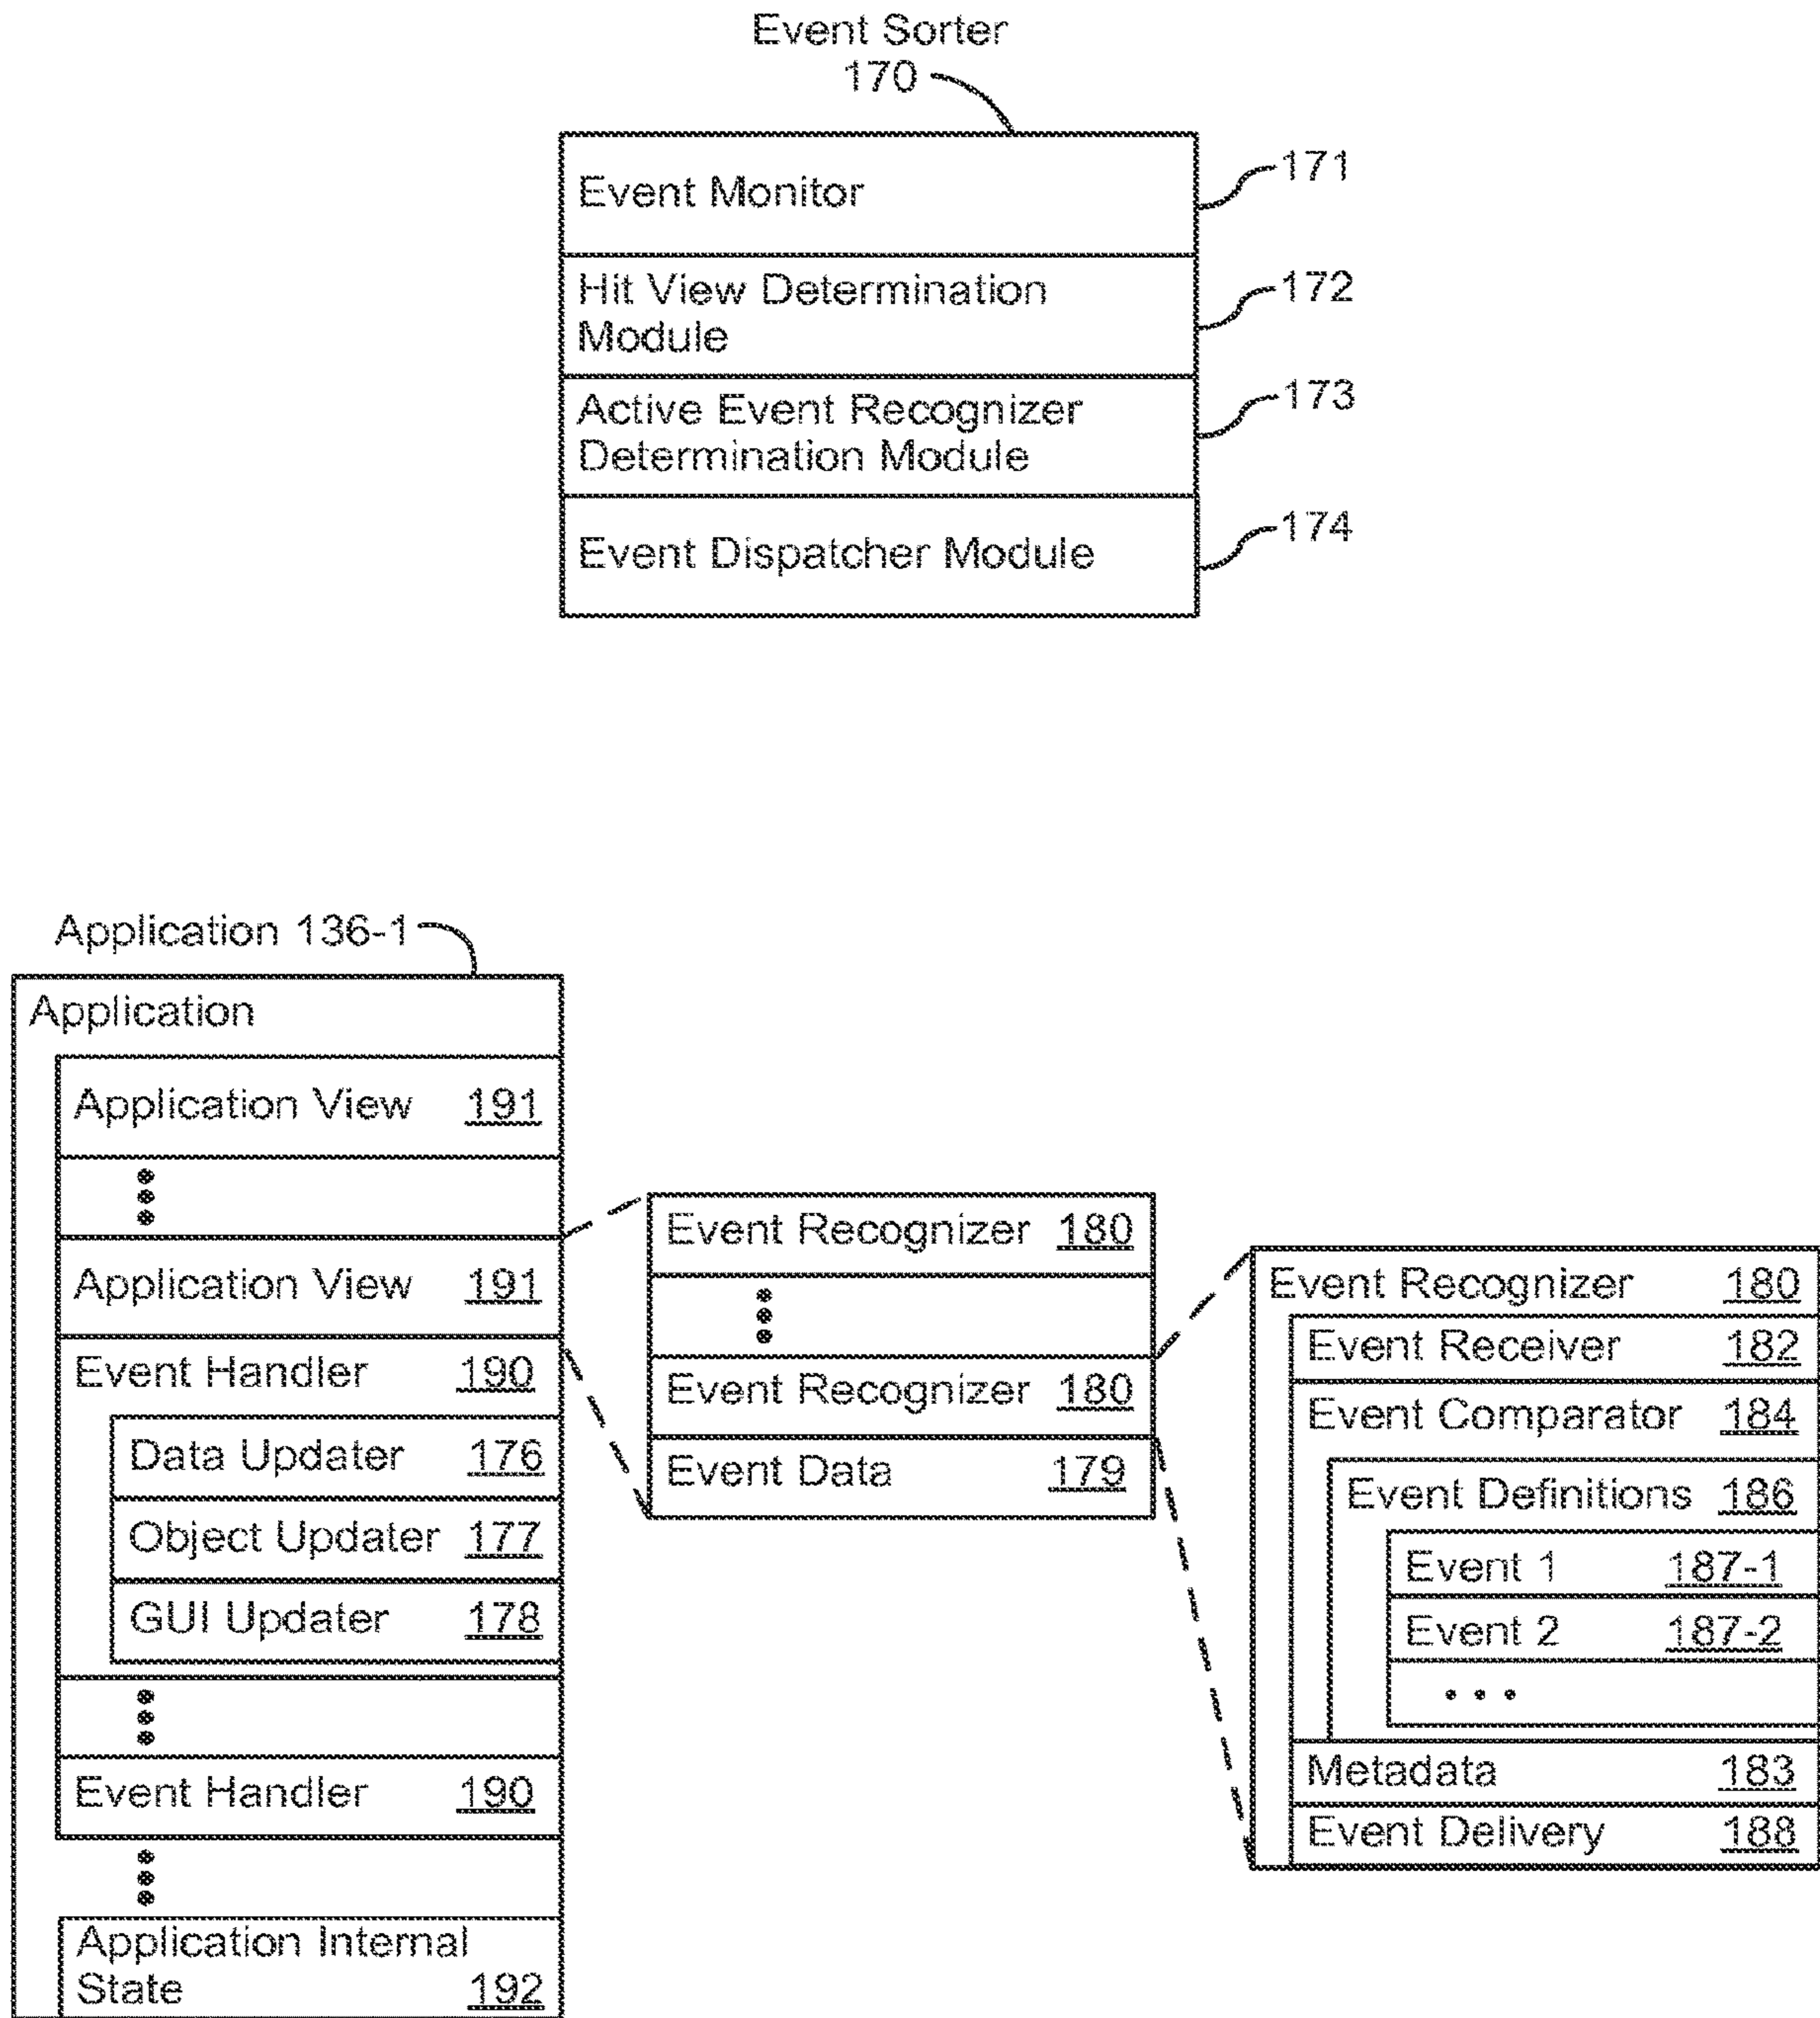 Event Sorter
170
Event Monitor
171
Hit View Determination
Module
172
Active Event Recognizer
Determination Module
173
Event Dispatcher Module
174
Application 136-1
Application
Application View 191
Application View 191
Event Handler 190
Data Updater 176
Object Updater 177
GUI Updater 178
Event Handler 190
Application Internal
State 192
Event Recognizer 180
Event Recognizer 180
Event Data 179
Event Recognizer 180
Event Receiver 182
Event Comparator 184
Event Definitions 186
Event 1 187-1
Event 2 187-2
• • •
Metadata 183
Event Delivery 188